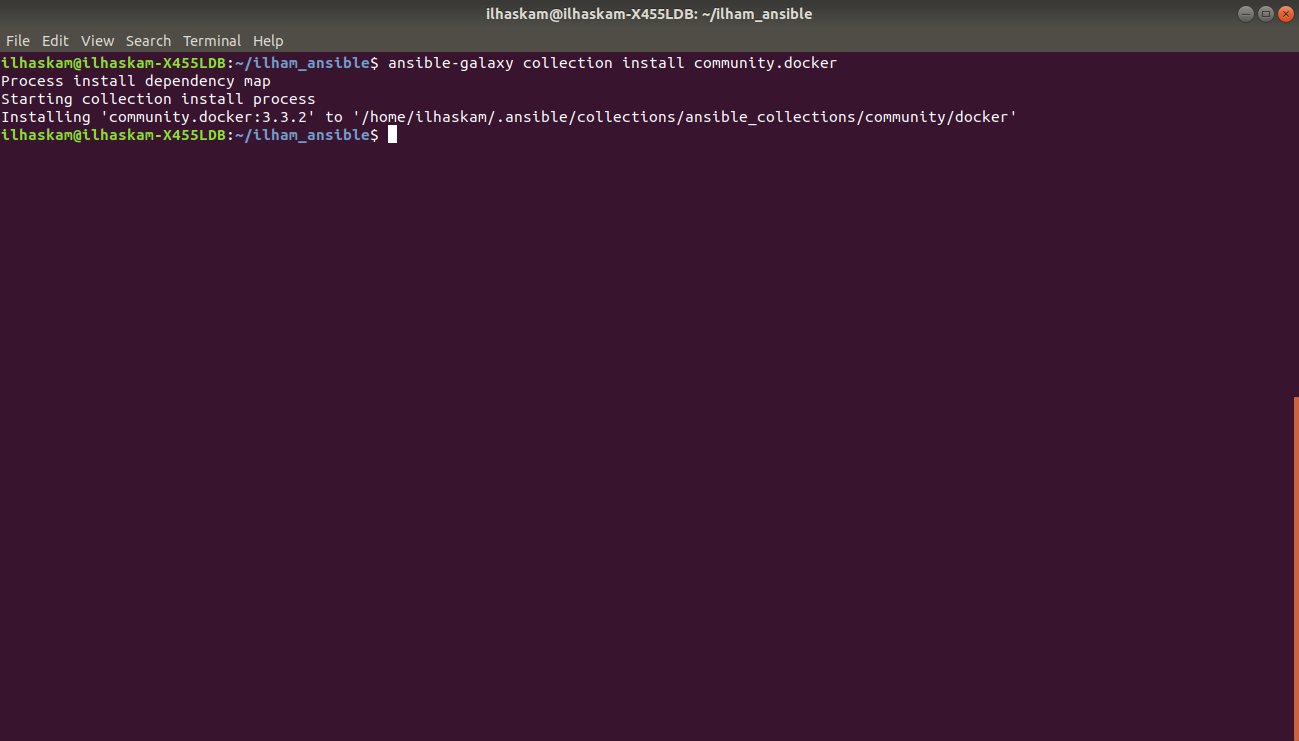 ilhaskam@ilhaskam-X455LDB: ~/ilham_ansible
File Edit View Search Terminal Help
ilhaskam@ilhaskam-X455LDB:~/ilham_ansible$ ansible-galaxy collection install community.docker
Process install dependency map
Starting collection install process
Installing 'community.docker:3.3.2' to '/home/ilhaskam/.ansible/collections/ansible_collections/community/docker'
ilhaskam@ilhaskam-X455LDB:~/ilham_ansible$